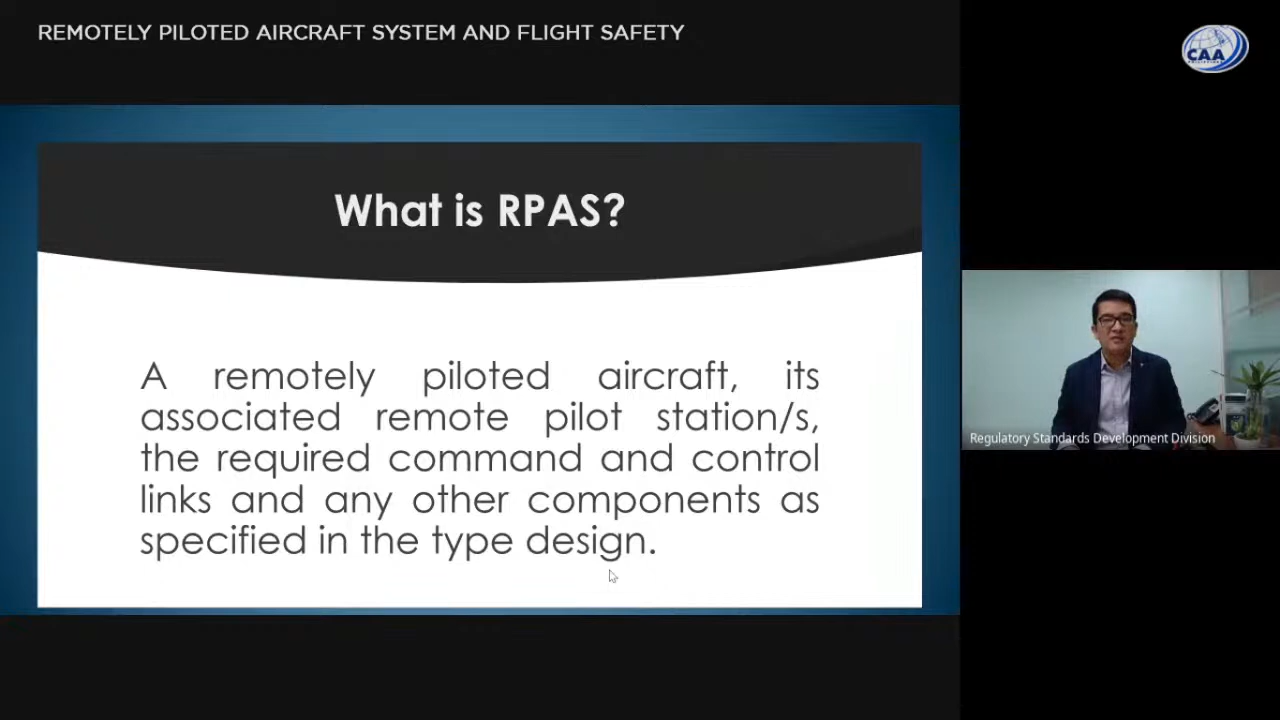 REMOTELY PILOTED AIRCRAFT SYSTEM AND FLIGHT SAFETY
CAA
What is RPAS?
A remotely piloted aircraft, its
associated remote pilot station/s,
the required command and control
links and any other components as
specified in the type design.
Regulatory Standards Development Division